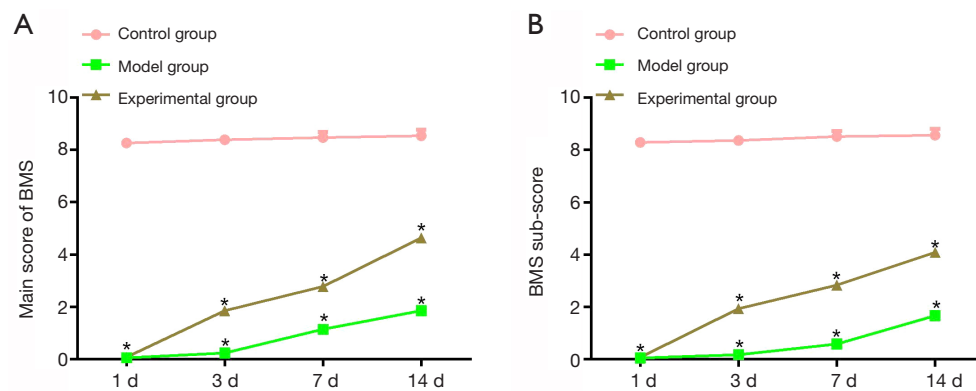 A
Control group
Model group
Experimental group
Main score of BMS
10
8
6
4
2
0
* * * * * * *
1 d 3 d 7 d 14 d
B
Control group
Model group
Experimental group
BMS sub-score
10
8
6
4
2
0
* * * * * * *
1 d 3 d 7 d 14 d